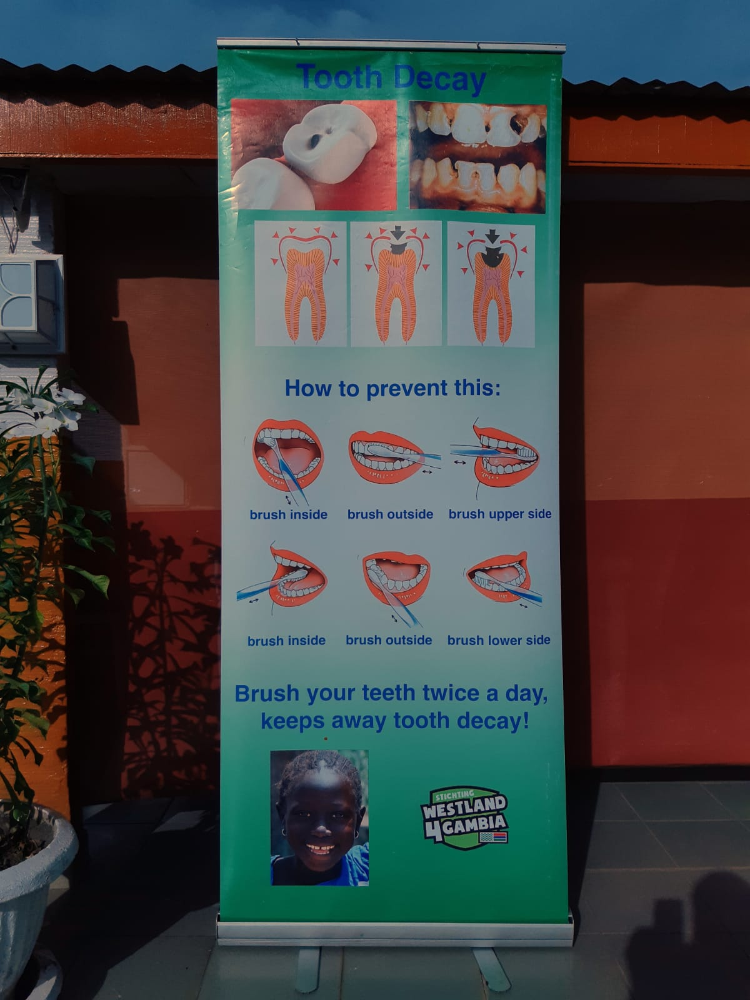 Tooth Decay
How to prevent this:
brush inside
brush outside
brush upper side
brush inside
brush outside
brush lower side
Brush your teeth twice a day,
keeps away tooth decay!
STICHTING
WESTLAND
4GAMBIA